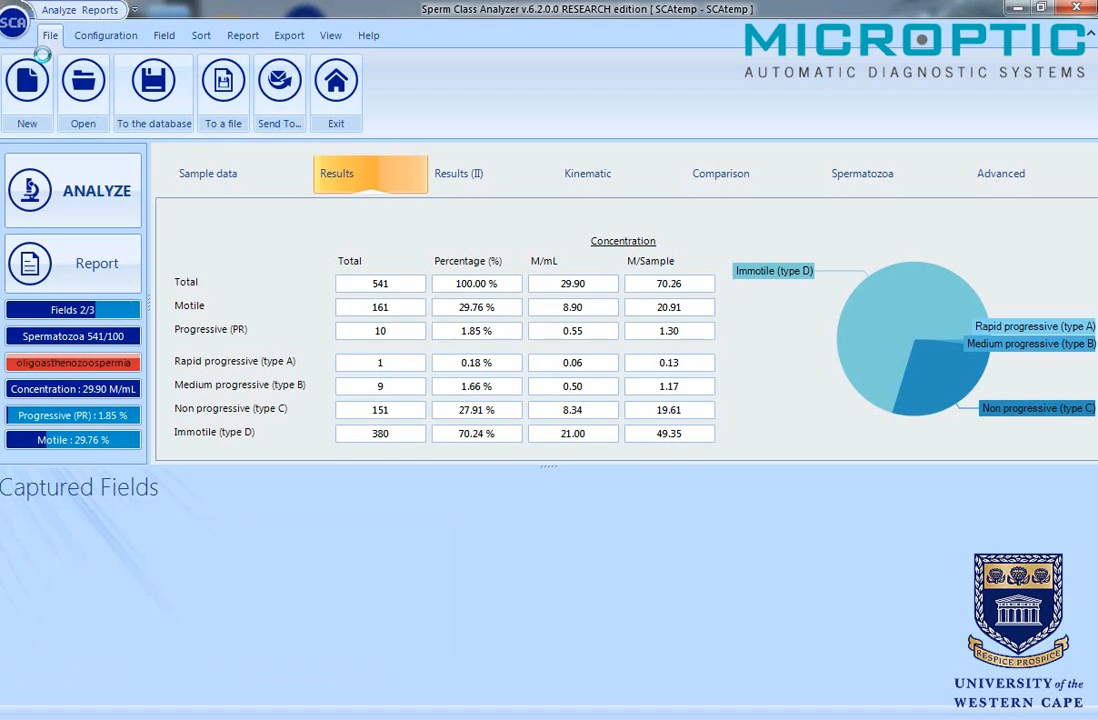 Analyze Reports
Sperm Class Analyzer v.6.2.0.0 RESEARCH edition [ SCAtemp - SCAtemp ]
SCA
File Configuration Field Sort Report Export View Help
MICROPTIC
AUTOMATIC DIAGNOSTIC SYSTEMS
New Open To the database To a file Send To... Exit
ANALYZE
Report
Fields 2/3
Spermatozoa 541/100
oligoasthenozoospermia
Concentration : 29.90 M/mL
Progressive (PR) : 1.85 %
Motile : 29.76 %
Sample data Results Results (II) Kinematic Comparison Spermatozoa Advanced
Concentration
Total Percentage (%) M/mL M/Sample
Total 541 100.00 % 29.90 70.26
Motile 161 29.76 % 8.90 20.91
Progressive (PR) 10 1.85 % 0.55 1.30
Rapid progressive (type A) 1 0.18 % 0.06 0.13
Medium progressive (type B) 9 1.66 % 0.50 1.17
Non progressive (type C) 151 27.91 % 8.34 19.61
Immotile (type D) 380 70.24 % 21.00 49.35
Immotile (type D)
Rapid progressive (type A)
Medium progressive (type B)
Non progressive (type C)
Captured Fields
RESPICE PROSPICE
UNIVERSITY of the
WESTERN CAPE